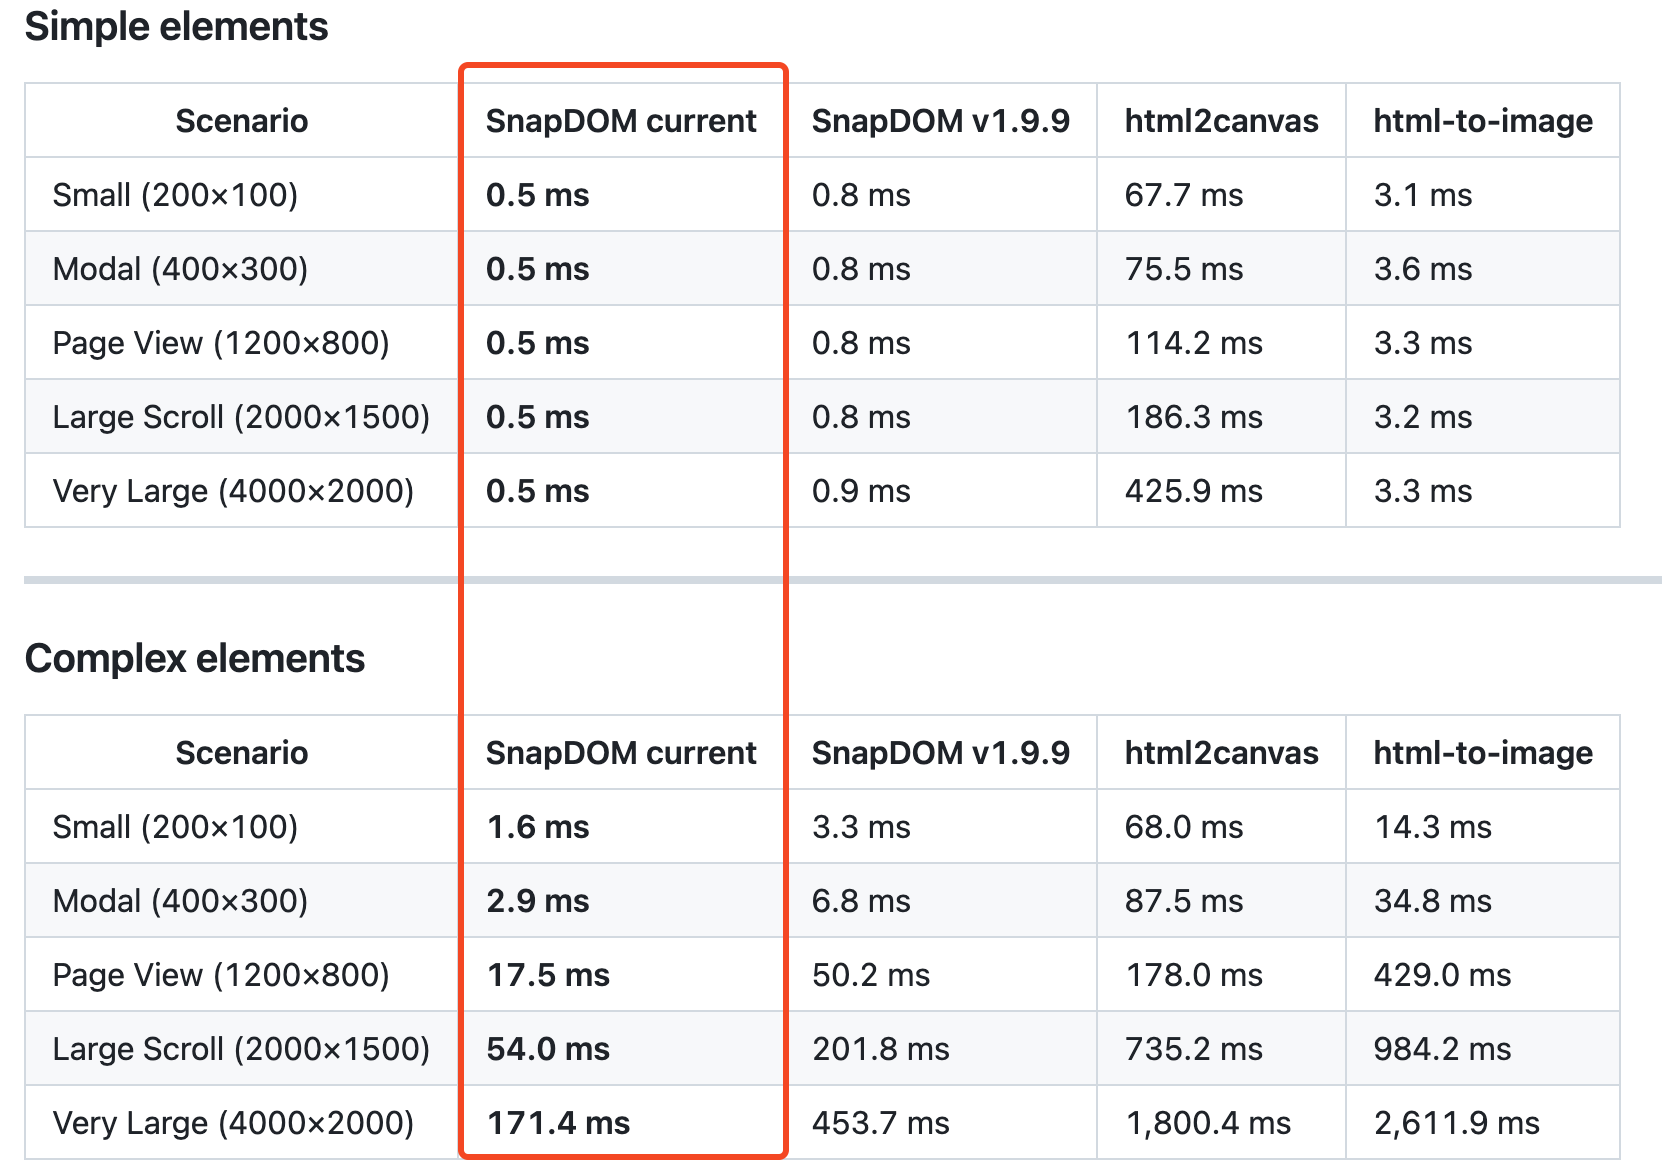 Simple elements
Scenario SnapDOM current SnapDOM v1.9.9 html2canvas html-to-image
Small (200×100) 0.5 ms 0.8 ms 67.7 ms 3.1 ms
Modal (400×300) 0.5 ms 0.8 ms 75.5 ms 3.6 ms
Page View (1200×800) 0.5 ms 0.8 ms 114.2 ms 3.3 ms
Large Scroll (2000×1500) 0.5 ms 0.8 ms 186.3 ms 3.2 ms
Very Large (4000×2000) 0.5 ms 0.9 ms 425.9 ms 3.3 ms
Complex elements
Scenario SnapDOM current SnapDOM v1.9.9 html2canvas html-to-image
Small (200×100) 1.6 ms 3.3 ms 68.0 ms 14.3 ms
Modal (400×300) 2.9 ms 6.8 ms 87.5 ms 34.8 ms
Page View (1200×800) 17.5 ms 50.2 ms 178.0 ms 429.0 ms
Large Scroll (2000×1500) 54.0 ms 201.8 ms 735.2 ms 984.2 ms
Very Large (4000×2000) 171.4 ms 453.7 ms 1,800.4 ms 2,611.9 ms